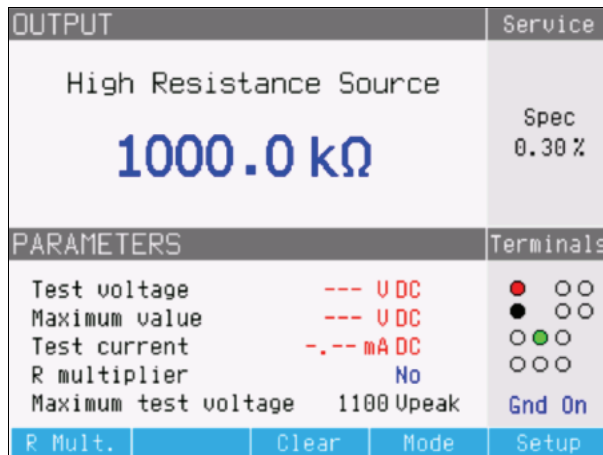 OUTPUT
Service
High Resistance Source
1000.0 kΩ
Spec
0.30 %
PARAMETERS
Terminals
Test voltage --- V DC
Maximum value --- V DC
Test current -.-- mA DC
R multiplier No
Maximum test voltage 1100 Vpeak
Gnd On
R Mult. Clear Mode Setup